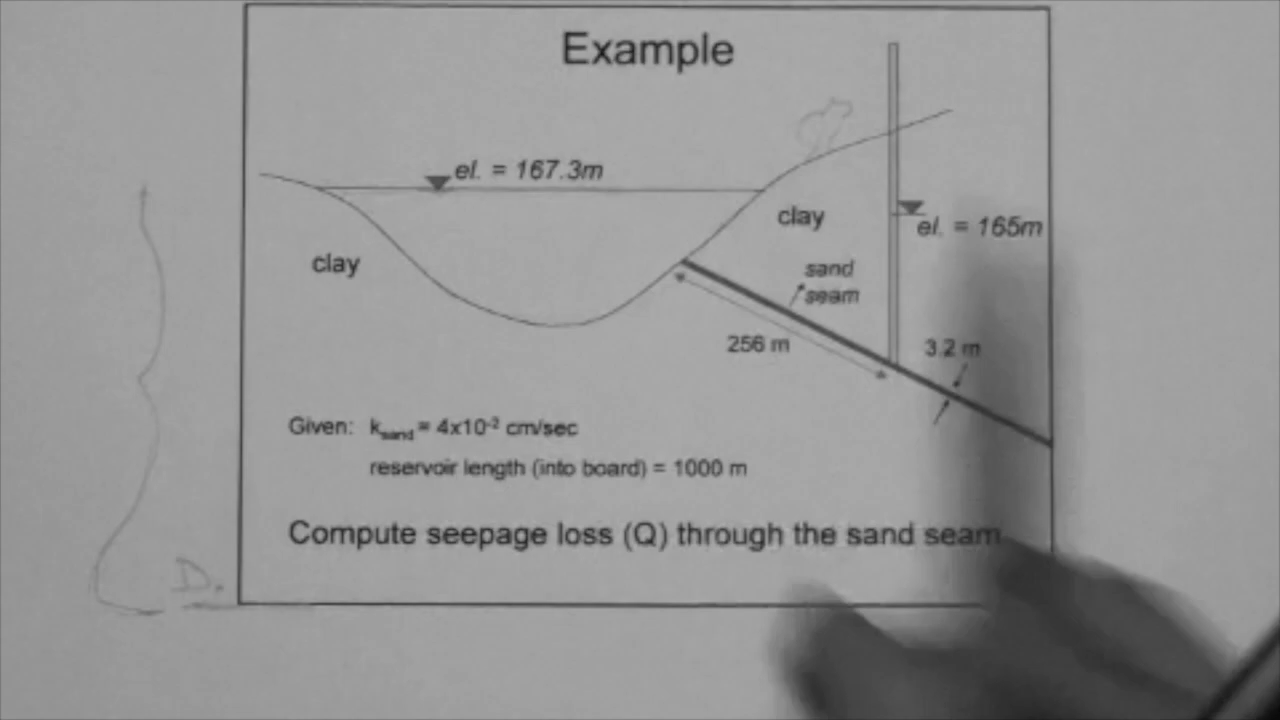 Example
el. = 167.3m
clay
el. = 165m
clay
sand
seam
256 m
3.2 m
Given: k_sand = 4x10⁻² cm/sec
reservoir length (into board) = 1000 m
Compute seepage loss (Q) through the sand seam
D.